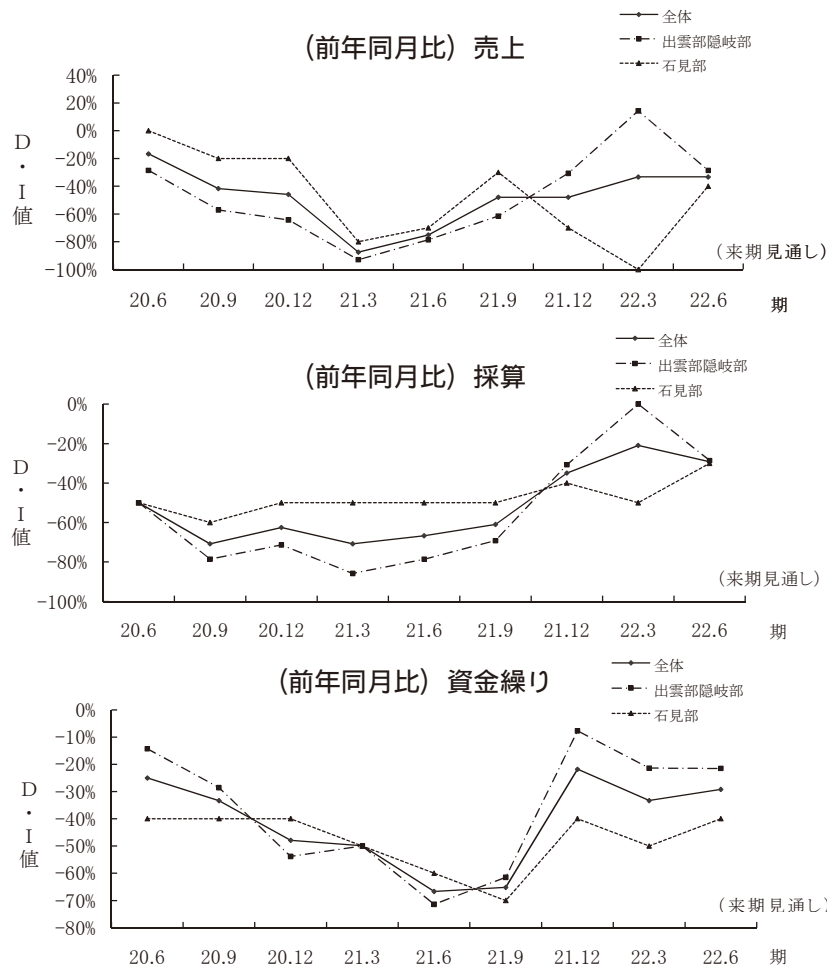 (前年同月比) 売上
全体
出雲部隠岐部
石見部
D・I値
40%
20%
0%
-20%
-40%
-60%
-80%
-100%
(来期見通し)
20.6 20.9 20.12 21.3 21.6 21.9 21.12 22.3 22.6 期
(前年同月比) 採算
全体
出雲部隠岐部
石見部
D・I値
0%
-20%
-40%
-60%
-80%
-100%
(来期見通し)
20.6 20.9 20.12 21.3 21.6 21.9 21.12 22.3 22.6 期
(前年同月比) 資金繰り
全体
出雲部隠岐部
石見部
D・I値
0%
-10%
-20%
-30%
-40%
-50%
-60%
-70%
-80%
(来期見通し)
20.6 20.9 20.12 21.3 21.6 21.9 21.12 22.3 22.6 期